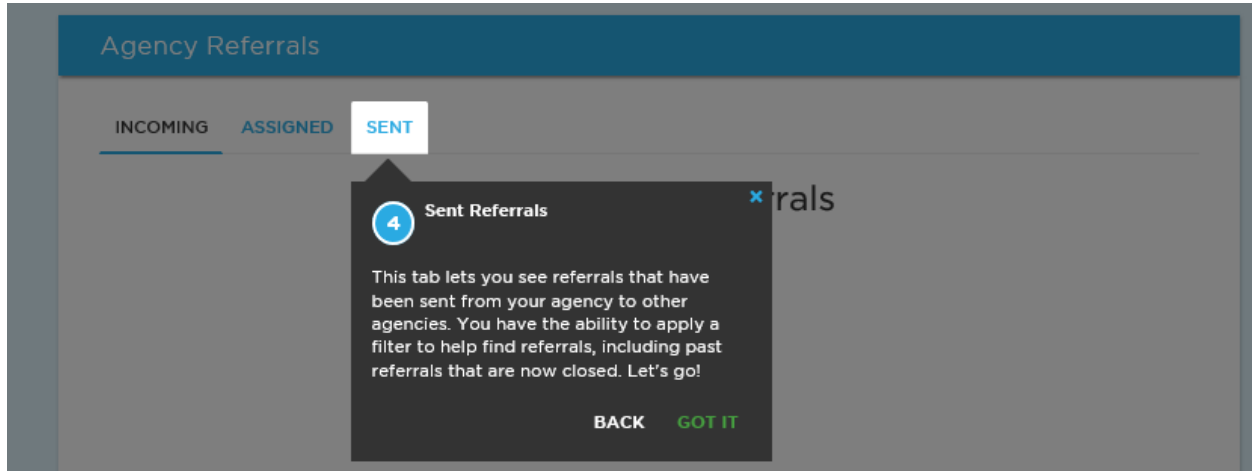 Agency Referrals
INCOMING ASSIGNED SENT
rrals
4 Sent Referrals
This tab lets you see referrals that have
been sent from your agency to other
agencies. You have the ability to apply a
filter to help find referrals, including past
referrals that are now closed. Let's go!
BACK GOT IT